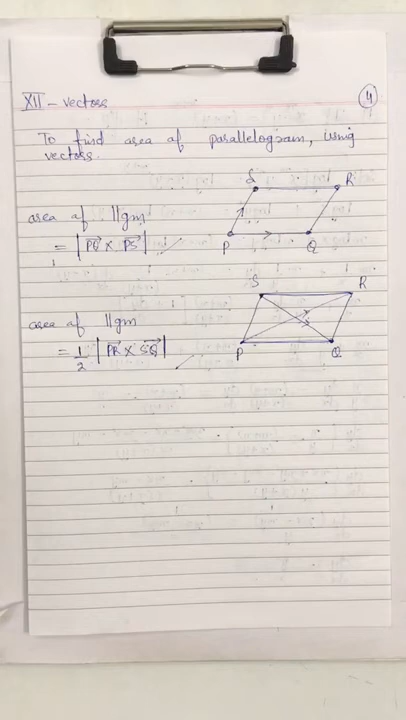 XII - vectors
4
To find area of parallelogram, using
vectors.
S R
area of ||gm
= |PQ⃗ × PS⃗|
P Q
S R
area of ||gm
= 1/2 |PR⃗ × SQ⃗|
P Q